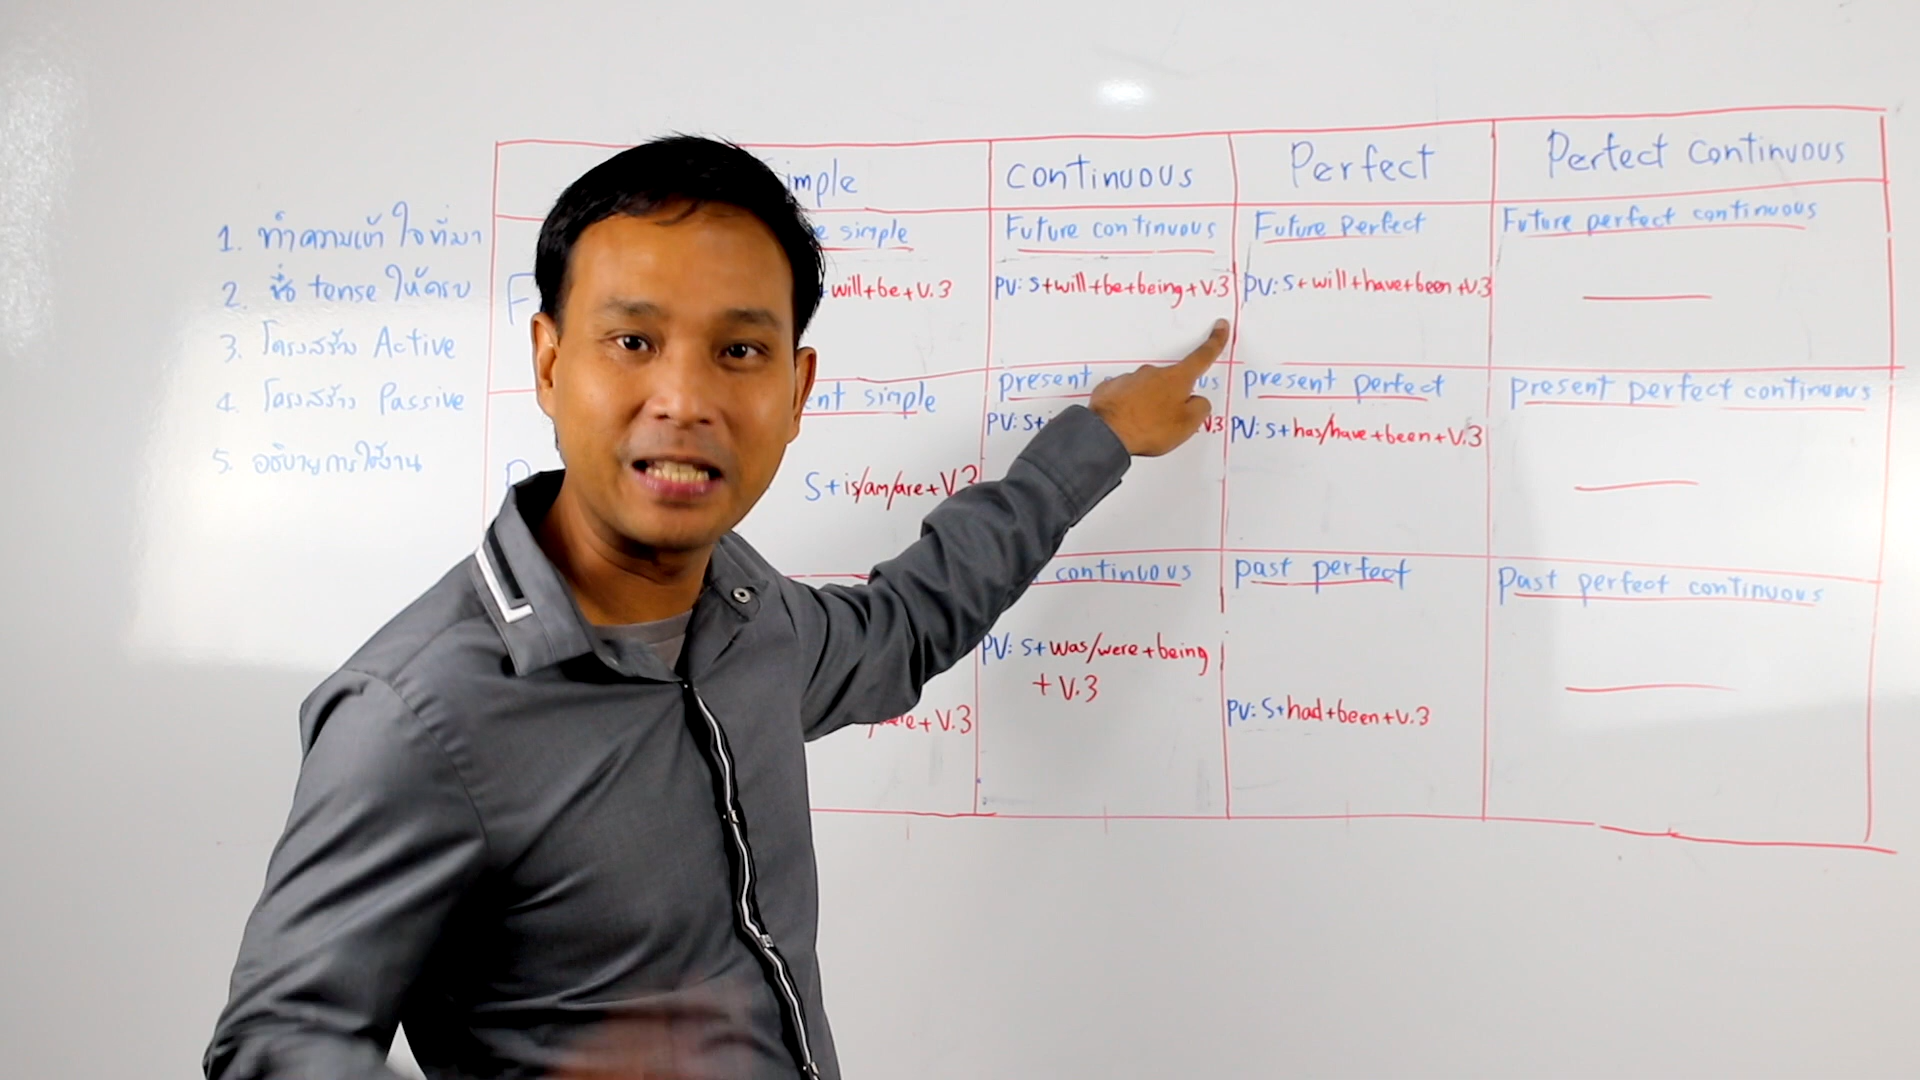 1. ทำความเข้าใจที่มา
2. ชื่อ tense ให้ครบ
3. โครงสร้าง Active
4. โครงสร้าง Passive
5. อธิบายการใช้งาน
imple continuous Perfect Perfect continuous
simple Future continuous Future Perfect Future perfect continuous
F will+be+V.3 PV: S+will+be+being+V.3 PV: S+will+have+been+V.3
simple present present perfect present perfect continuous
PV: S+ V.3 PV: S+has/have+been+V.3
S+is/am/are+V.3
continuous past perfect Past perfect continuous
PV: S+was/were+being
+ V.3
+V.3 PV: S+had+been+V.3